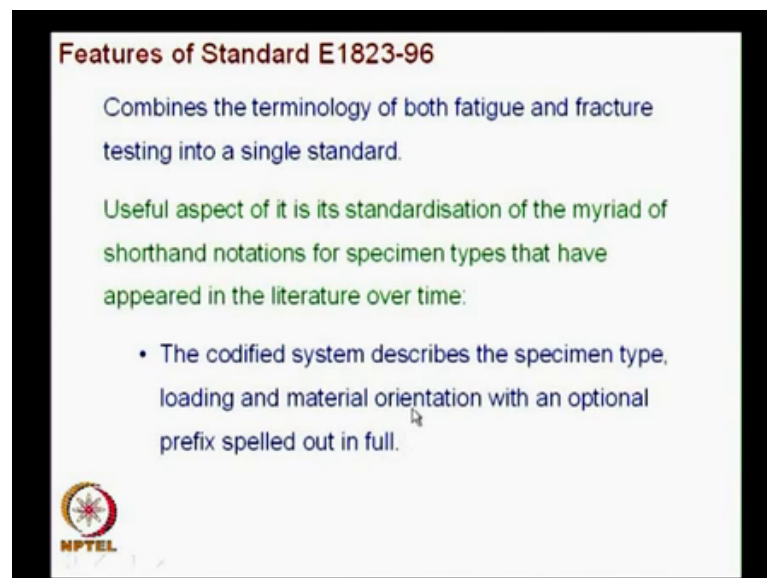 Features of Standard E1823-96
Combines the terminology of both fatigue and fracture
testing into a single standard.
Useful aspect of it is its standardisation of the myriad of
shorthand notations for specimen types that have
appeared in the literature over time:
• The codified system describes the specimen type,
loading and material orientation with an optional
prefix spelled out in full.
NPTEL